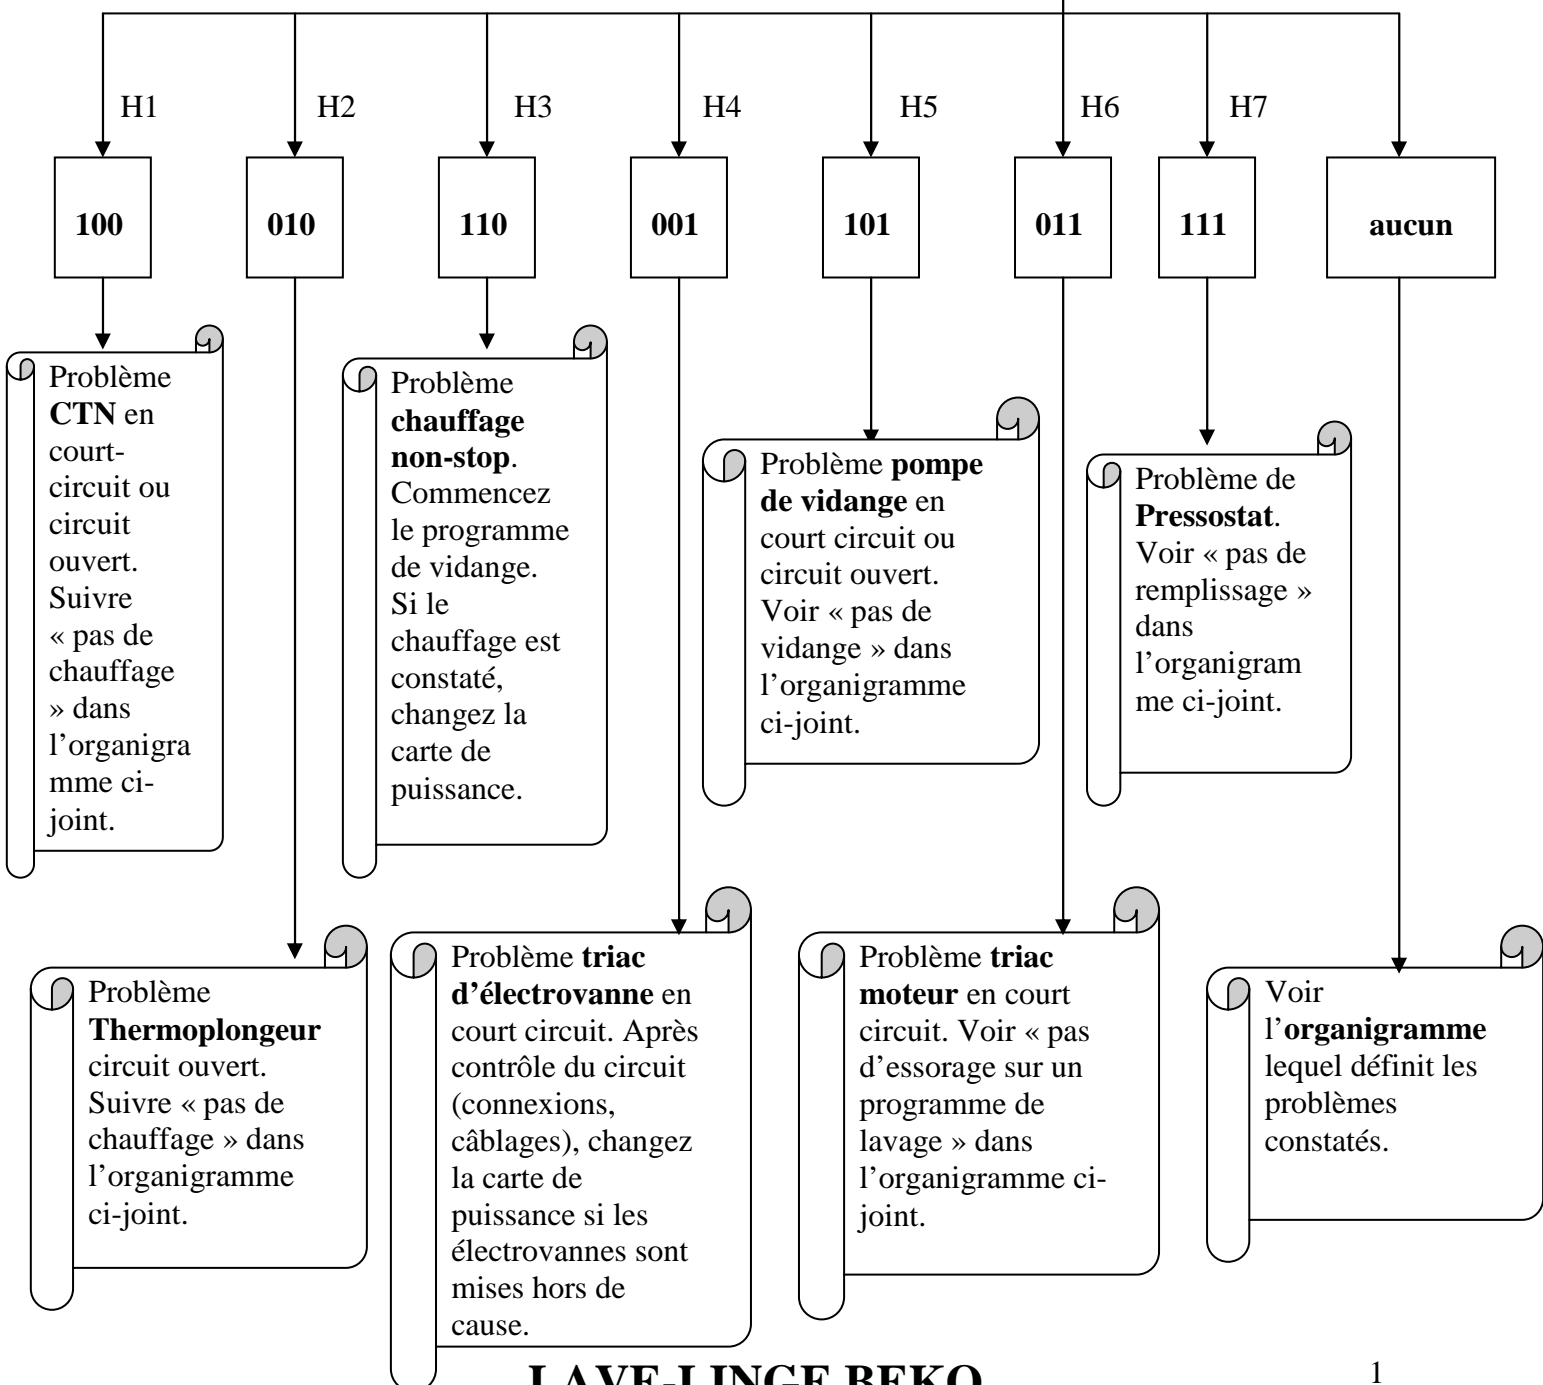 H1
H2
H3
H4
H5
H6
H7
100
010
110
001
101
011
111
aucun
Problème
CTN en
court-
circuit ou
circuit
ouvert.
Suivre
« pas de
chauffage
» dans
l’organigra
mme ci-
joint.
Problème
chauffage
non-stop.
Commencez
le programme
de vidange.
Si le
chauffage est
constaté,
changez la
carte de
puissance.
Problème pompe
de vidange en
court circuit ou
circuit ouvert.
Voir « pas de
vidange » dans
l’organigramme
ci-joint.
Problème de
Pressostat.
Voir « pas de
remplissage »
dans
l’organigram
me ci-joint.
Problème
Thermoplongeur
circuit ouvert.
Suivre « pas de
chauffage » dans
l’organigramme
ci-joint.
Problème triac
d’électrovanne en
court circuit. Après
contrôle du circuit
(connexions,
câblages), changez
la carte de
puissance si les
électrovannes sont
mises hors de
cause.
Problème triac
moteur en court
circuit. Voir « pas
d’essorage sur un
programme de
lavage » dans
l’organigramme ci-
joint.
Voir
l’organigramme
lequel définit les
problèmes
constatés.
LAVE-LINGE BEKO
1